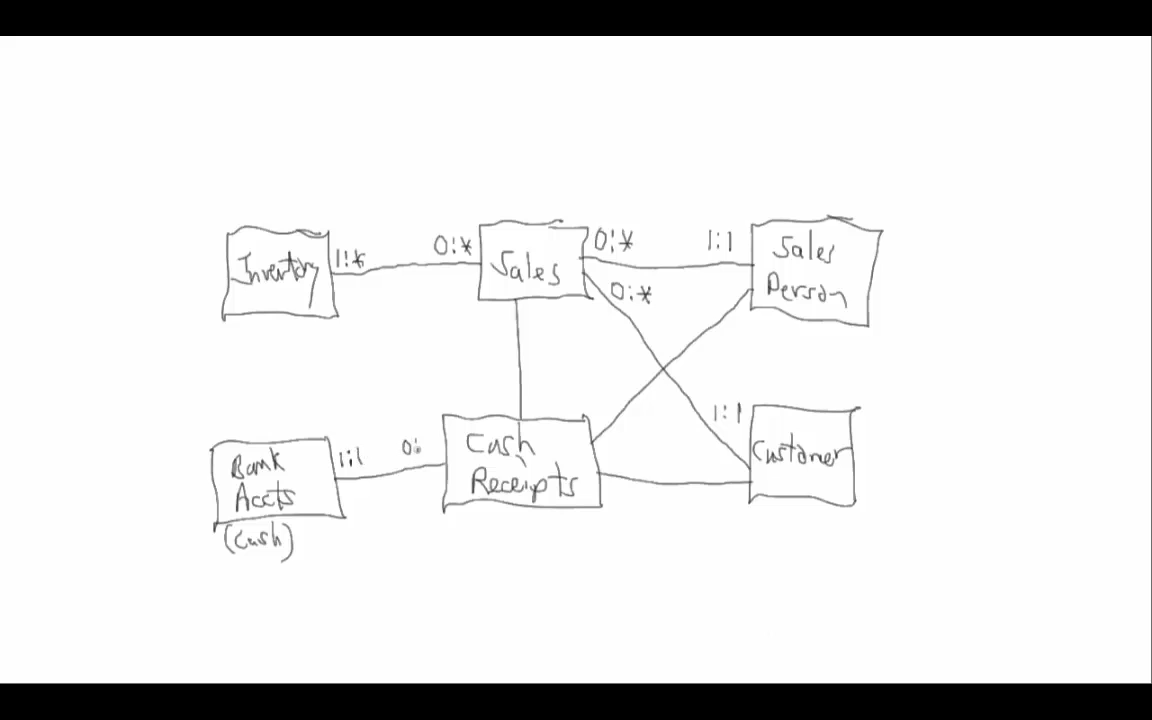 Inventory
1:*
0:*
Sales
0:*
0:*
1:1
Sales
Person
Bank
Accts
(Cash)
1:1
0:
Cash
Receipts
1:1
Customer